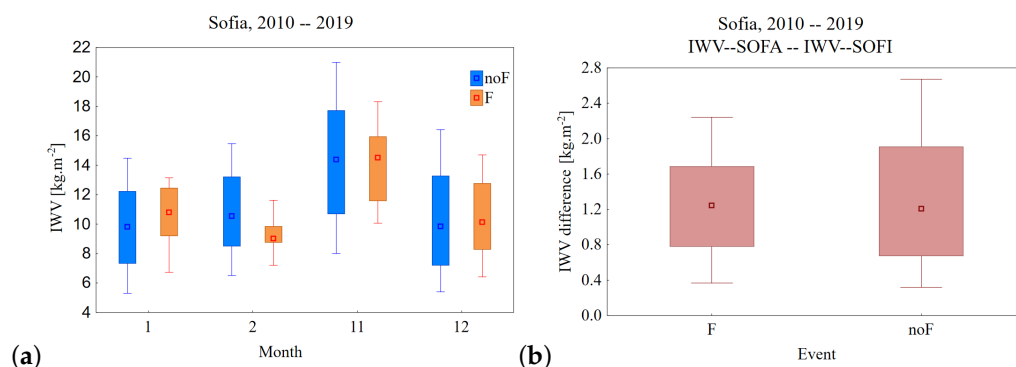 Sofia, 2010 -- 2019
IWV [kg.m-2]
22
20
18
16
14
12
10
8
6
4
noF
F
1 2 11 12
Month
(a)
Sofia, 2010 -- 2019
IWV--SOFA -- IWV--SOFI
IWV difference [kg.m-2]
2.8
2.4
2.0
1.6
1.2
0.8
0.4
0.0
F noF
Event
(b)